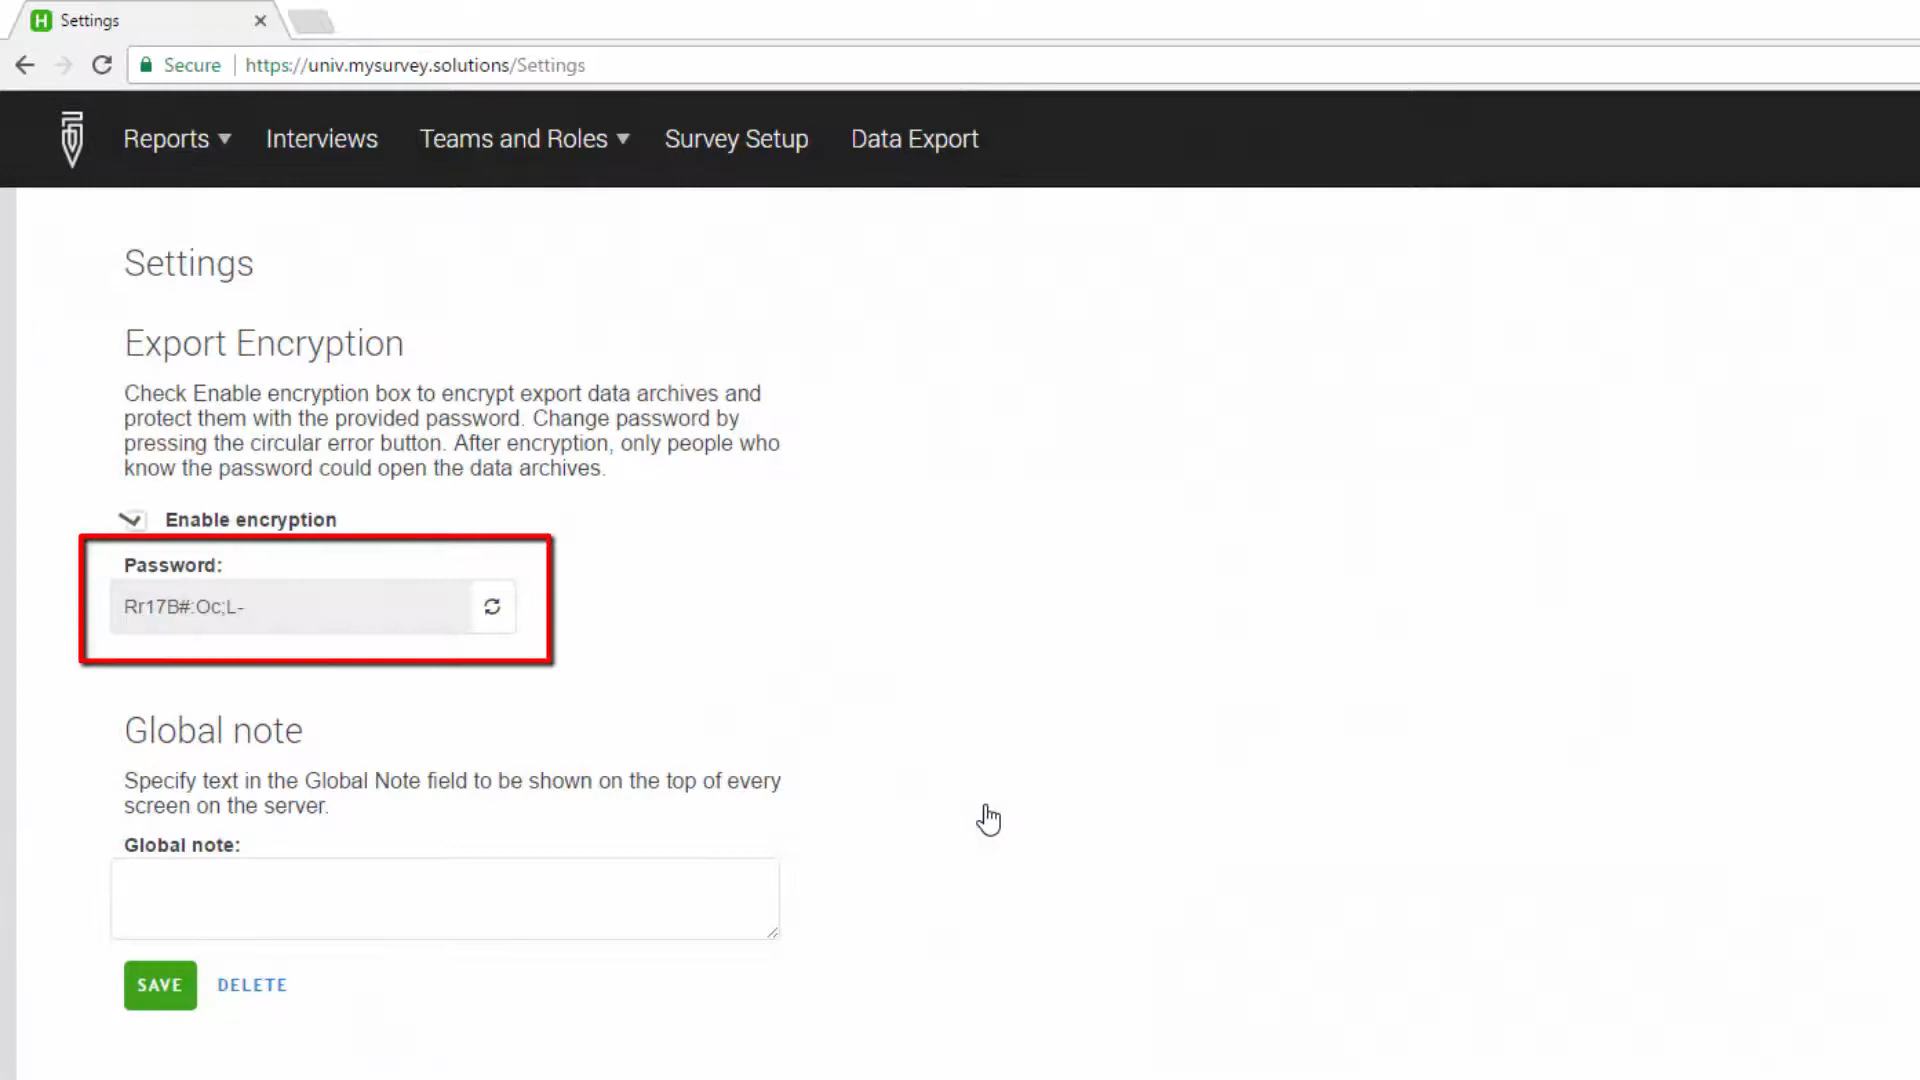 H Settings
Secure https://univ.mysurvey.solutions/Settings
Reports Interviews Teams and Roles Survey Setup Data Export
Settings
Export Encryption
Check Enable encryption box to encrypt export data archives and
protect them with the provided password. Change password by
pressing the circular error button. After encryption, only people who
know the password could open the data archives.
Enable encryption
Password:
Rr17B#:Oc;L-
Global note
Specify text in the Global Note field to be shown on the top of every
screen on the server.
Global note:
SAVE DELETE